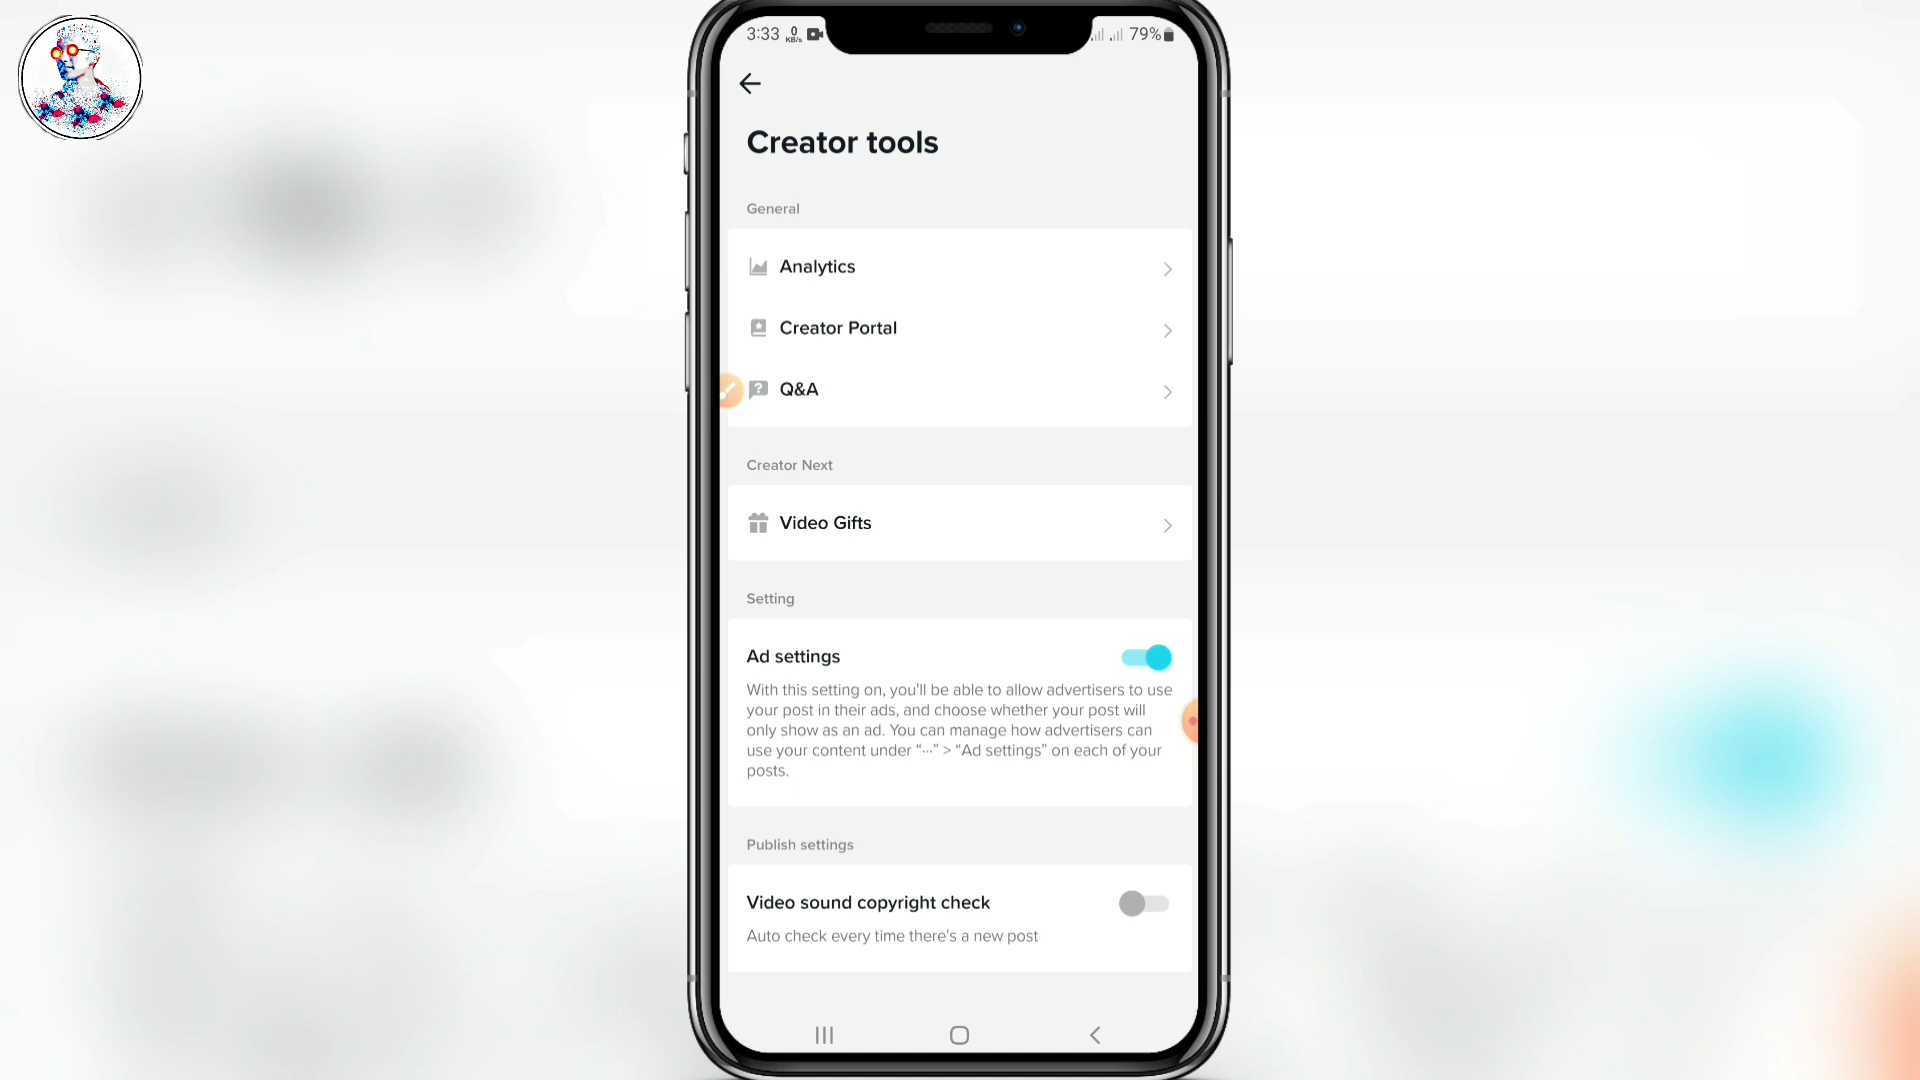 3:33 0 KB/s 79%
Creator tools
General
Analytics
Creator Portal
Q&A
Creator Next
Video Gifts
Setting
Ad settings
With this setting on, you'll be able to allow advertisers to use
your post in their ads, and choose whether your post will
only show as an ad. You can manage how advertisers can
use your content under “···” > “Ad settings” on each of your
posts.
Publish settings
Video sound copyright check
Auto check every time there's a new post